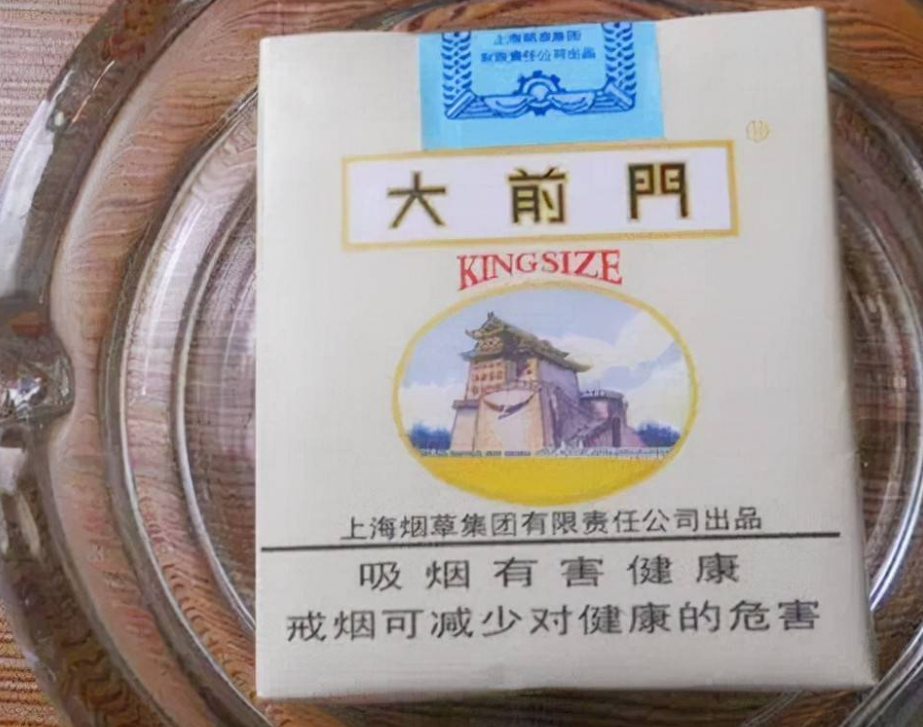 上海烟草集团
有限责任公司出品
大前門
KINGSIZE
上海烟草集团有限责任公司出品
吸烟有害健康
戒烟可减少对健康的危害